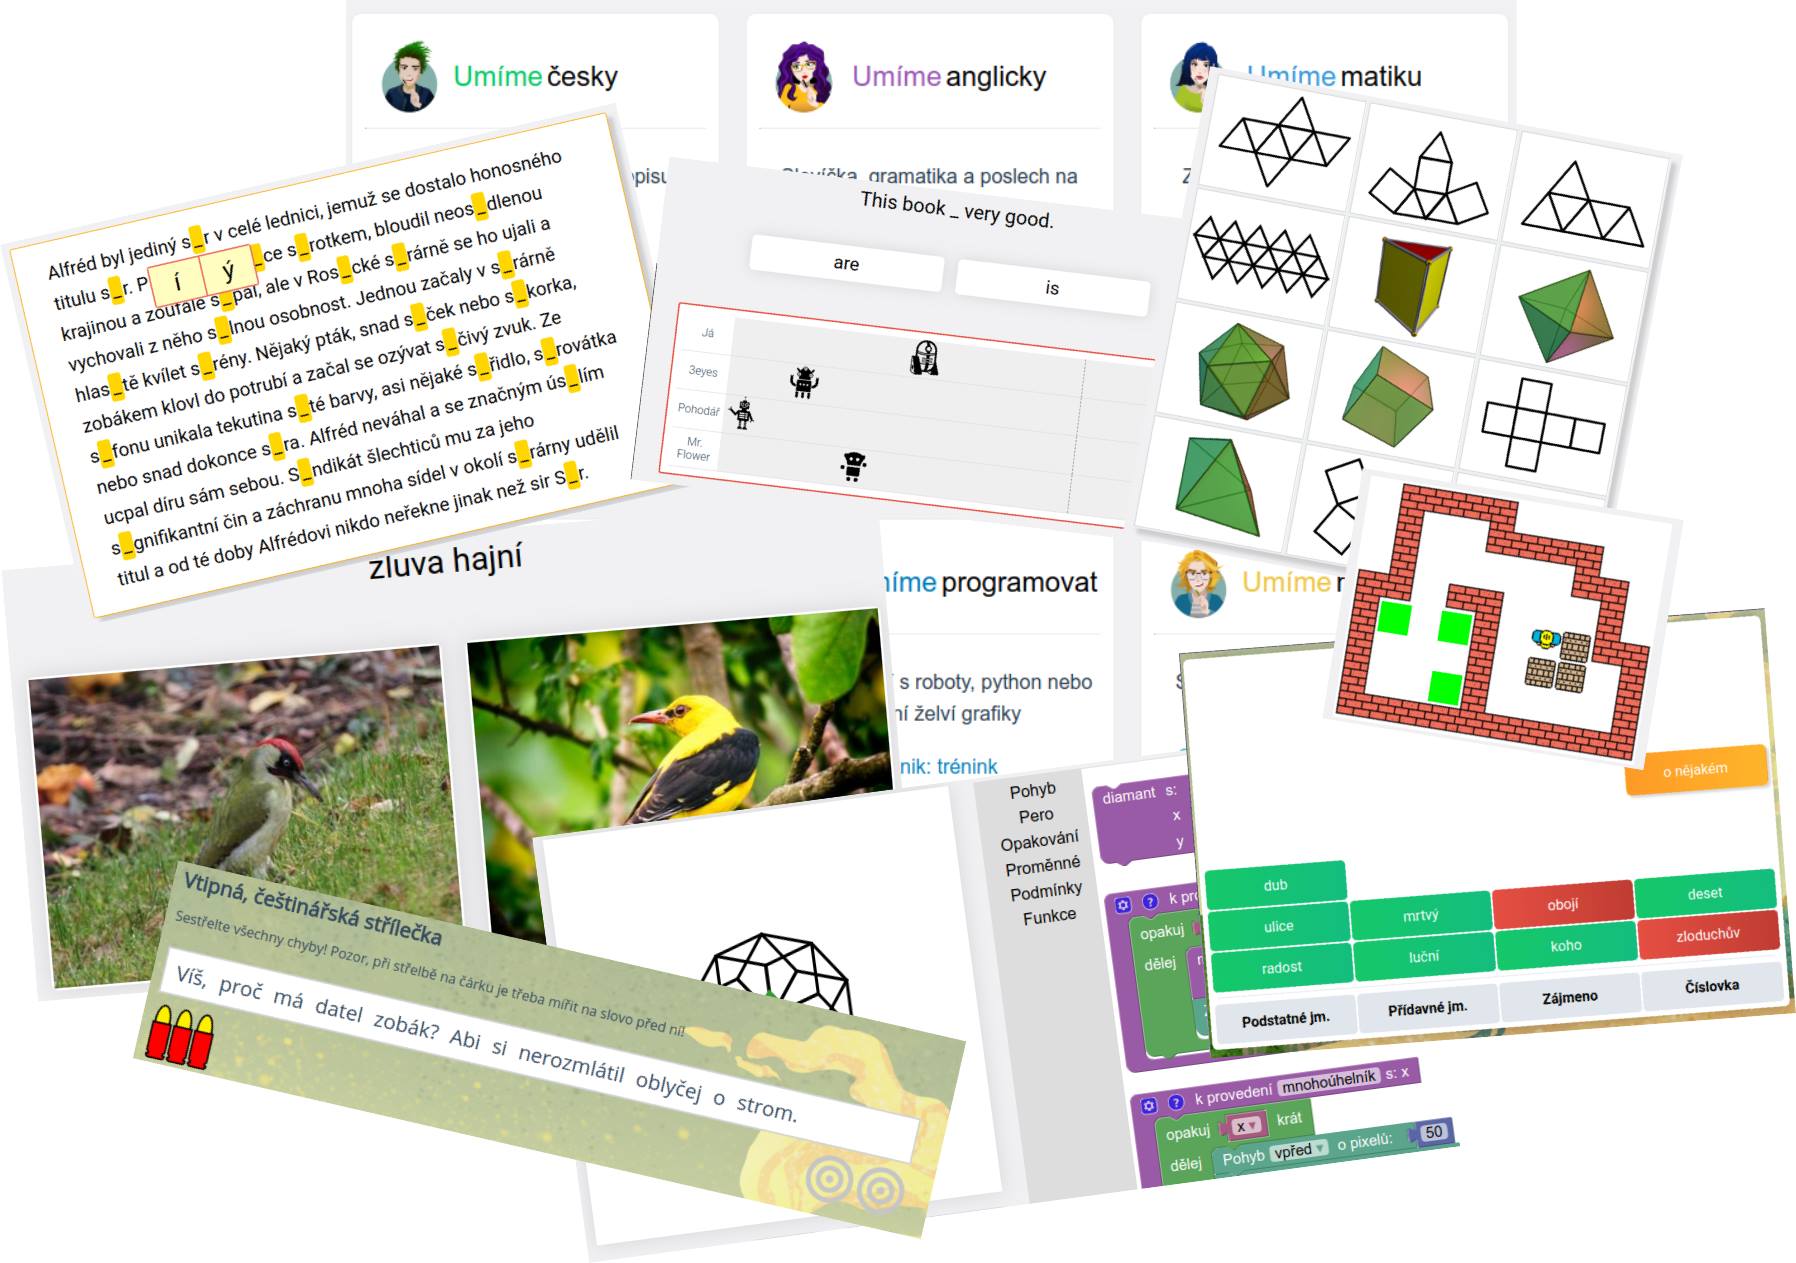 Umíme česky
Umíme anglicky
Umíme matiku
gramatika a poslech na
Alfréd byl jediný s_r v celé lednici, jemuž se dostalo honosného
titulu s_r. P _ce s_rotkem, bloudil neos_dlenou
í ý
krajinou a zoufale s_pal, ale v Ros_cké s_rárně se ho ujali a
vychovali z něho s_lnou osobnost. Jednou začaly v s_rárně
hlas_tě kvílet s_rény. Nějaký pták, snad s_ček nebo s_korka,
zobákem klovl do potrubí a začal se ozývat s_čivý zvuk. Ze
s_fonu unikala tekutina s_té barvy, asi nějaké s_řidlo, s_rovátka
nebo snad dokonce s_ra. Alfréd neváhal a se značným ús_lím
ucpal díru sám sebou. S_ndikát šlechticů mu za jeho
s_gnifikantní čin a záchranu mnoha sídel v okolí s_rárny udělil
titul a od té doby Alfrédovi nikdo neřekne jinak než sir S_r.
This book _ very good.
are
is
Já
3eyes
Pohodář
Mr.
Flower
zluva hajní
íme programovat
Umíme
s roboty, python nebo
ní želví grafiky
nik: trénink
Vtipná, češtinářská střílečka
Sestřelte všechny chyby! Pozor, při střelbě na čárku je třeba mířit na slovo před ní!
Víš, proč má datel zobák? Abi si nerozmlátil oblyčej o strom.
Pohyb
Pero
Opakování
Proměnné
Podmínky
Funkce
diamant s:
x
y
k pro
opakuj
dělej
k provedení mnohoúhelník s: x
opakuj x krát
dělej Pohyb vpřed o pixelů: 50
o nějakém
dub
ulice
radost
mrtvý
luční
obojí
koho
deset
zloduchův
Podstatné jm.
Přídavné jm.
Zájmeno
Číslovka